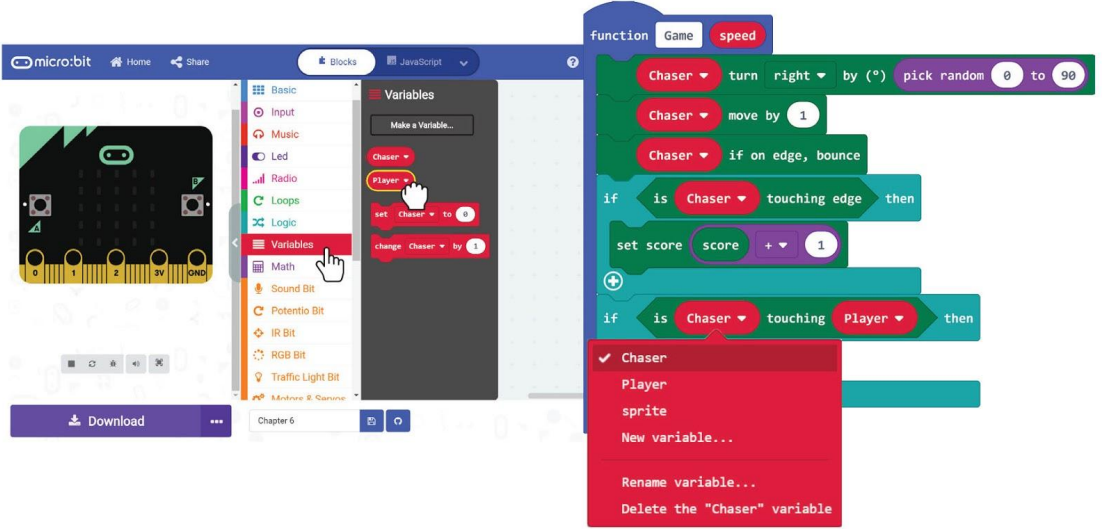 micro:bit Home Share Blocks JavaScript ?
Basic
Input
Music
Led
Radio
Loops
Logic
Variables
Math
Sound Bit
Potentio Bit
IR Bit
RGB Bit
Traffic Light Bit
Motors & Servos
Variables
Make a Variable...
Chaser
Player
set Chaser to 0
change Chaser by 1
A
B
0 1 2 3V GND
Download •••
Chapter 6
function Game speed
Chaser turn right by (°) pick random 0 to 90
Chaser move by 1
Chaser if on edge, bounce
if is Chaser touching edge then
set score score + 1
if is Chaser touching Player then
Chaser
Player
sprite
New variable...
Rename variable...
Delete the "Chaser" variable